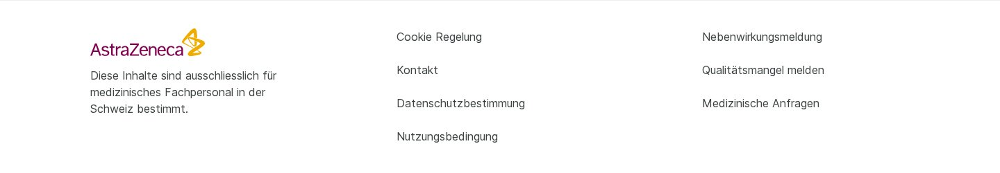 AstraZeneca
Diese Inhalte sind ausschliesslich für
medizinisches Fachpersonal in der
Schweiz bestimmt.
Cookie Regelung
Kontakt
Datenschutzbestimmung
Nutzungsbedingung
Nebenwirkungsmeldung
Qualitätsmangel melden
Medizinische Anfragen